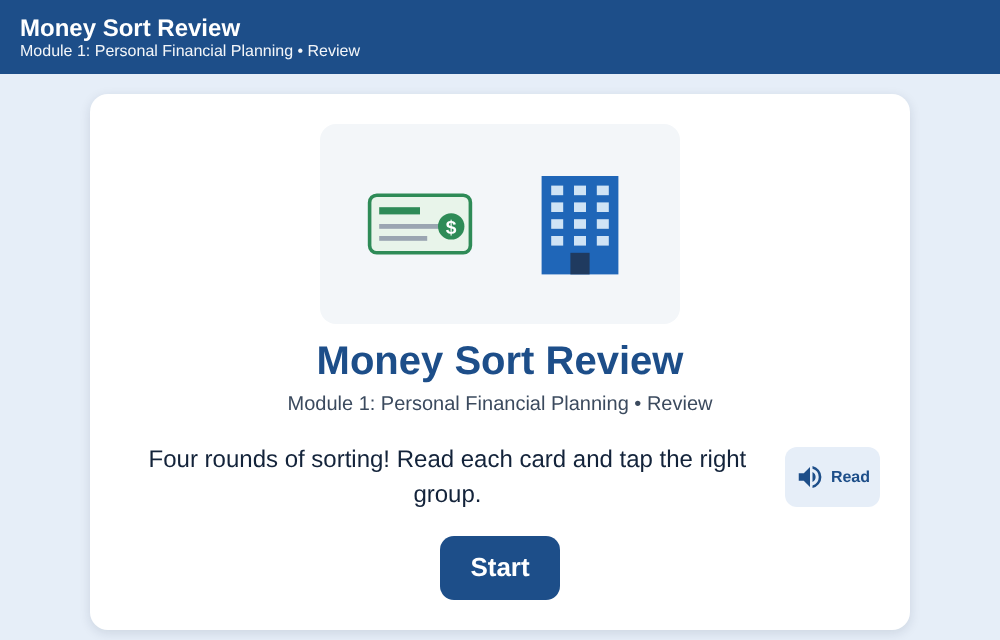 Money Sort Review
Module 1: Personal Financial Planning • Review
$
Money Sort Review
Module 1: Personal Financial Planning • Review
Four rounds of sorting! Read each card and tap the right
group.
Read
Start